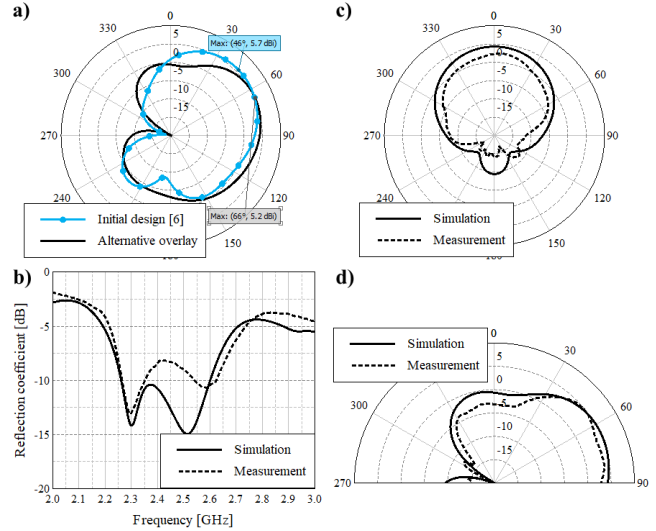 a)
0
330
30
300
60
270
90
240
120
150
180
5
0
-5
-10
-15
-15
Max: (46°, 5.7 dBi)
Max: (66°, 5.2 dBi)
Initial design [6]
Alternative overlay
c)
0
330
30
300
60
270
90
240
120
150
180
5
0
-5
-10
-15
-15
Simulation
Measurement
b)
Reflection coefficient [dB]
0
-5
-10
-15
-20
2.0 2.1 2.2 2.3 2.4 2.5 2.6 2.7 2.8 2.9 3.0
Frequency [GHz]
Simulation
Measurement
d)
0
30
60
270
90
5
0
-5
-10
-15
Simulation
Measurement